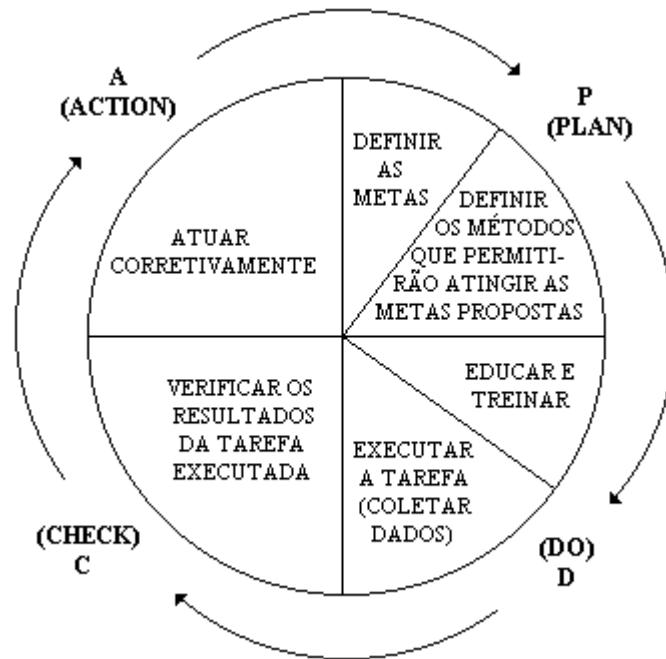 A
(ACTION)
P
(PLAN)
DEFINIR
AS
METAS
DEFINIR
OS MÉTODOS
QUE PERMITI-
RÃO ATINGIR AS
METAS PROPOSTAS
ATUAR
CORRETIVAMENTE
EDUCAR E
TREINAR
VERIFICAR OS
RESULTADOS
DA TAREFA
EXECUTADA
EXECUTAR
A TAREFA
(COLETAR
DADOS)
(CHECK)
C
(DO)
D